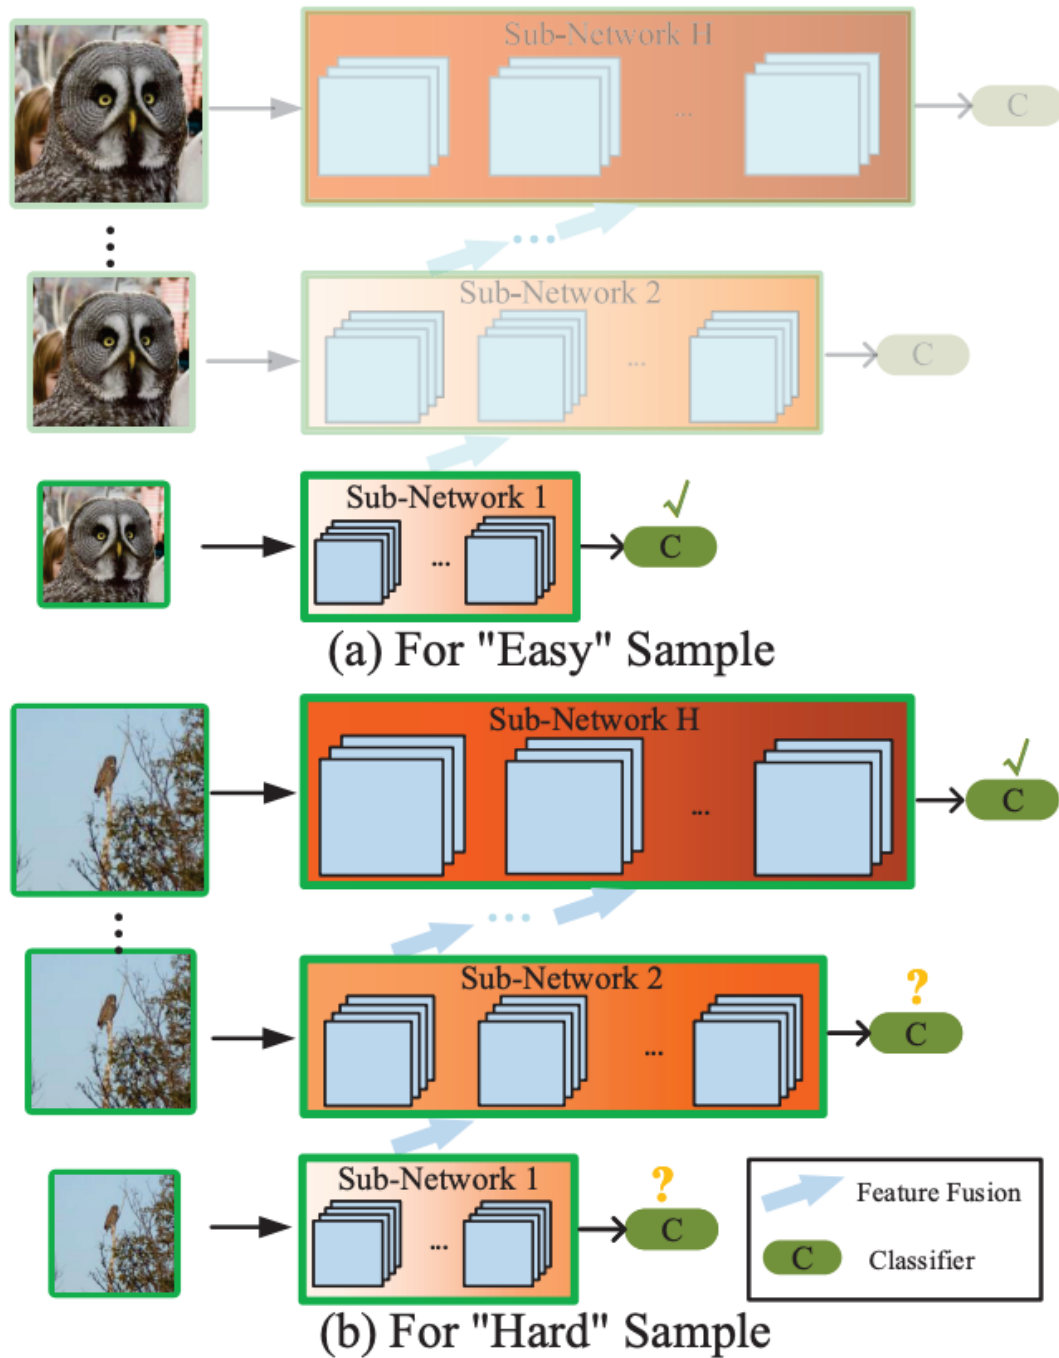 Sub-Network H
...
C
Sub-Network 2
...
C
Sub-Network 1
...
√
C
(a) For "Easy" Sample
Sub-Network H
...
√
C
Sub-Network 2
...
?
C
Sub-Network 1
...
?
C
Feature Fusion
C Classifier
(b) For "Hard" Sample